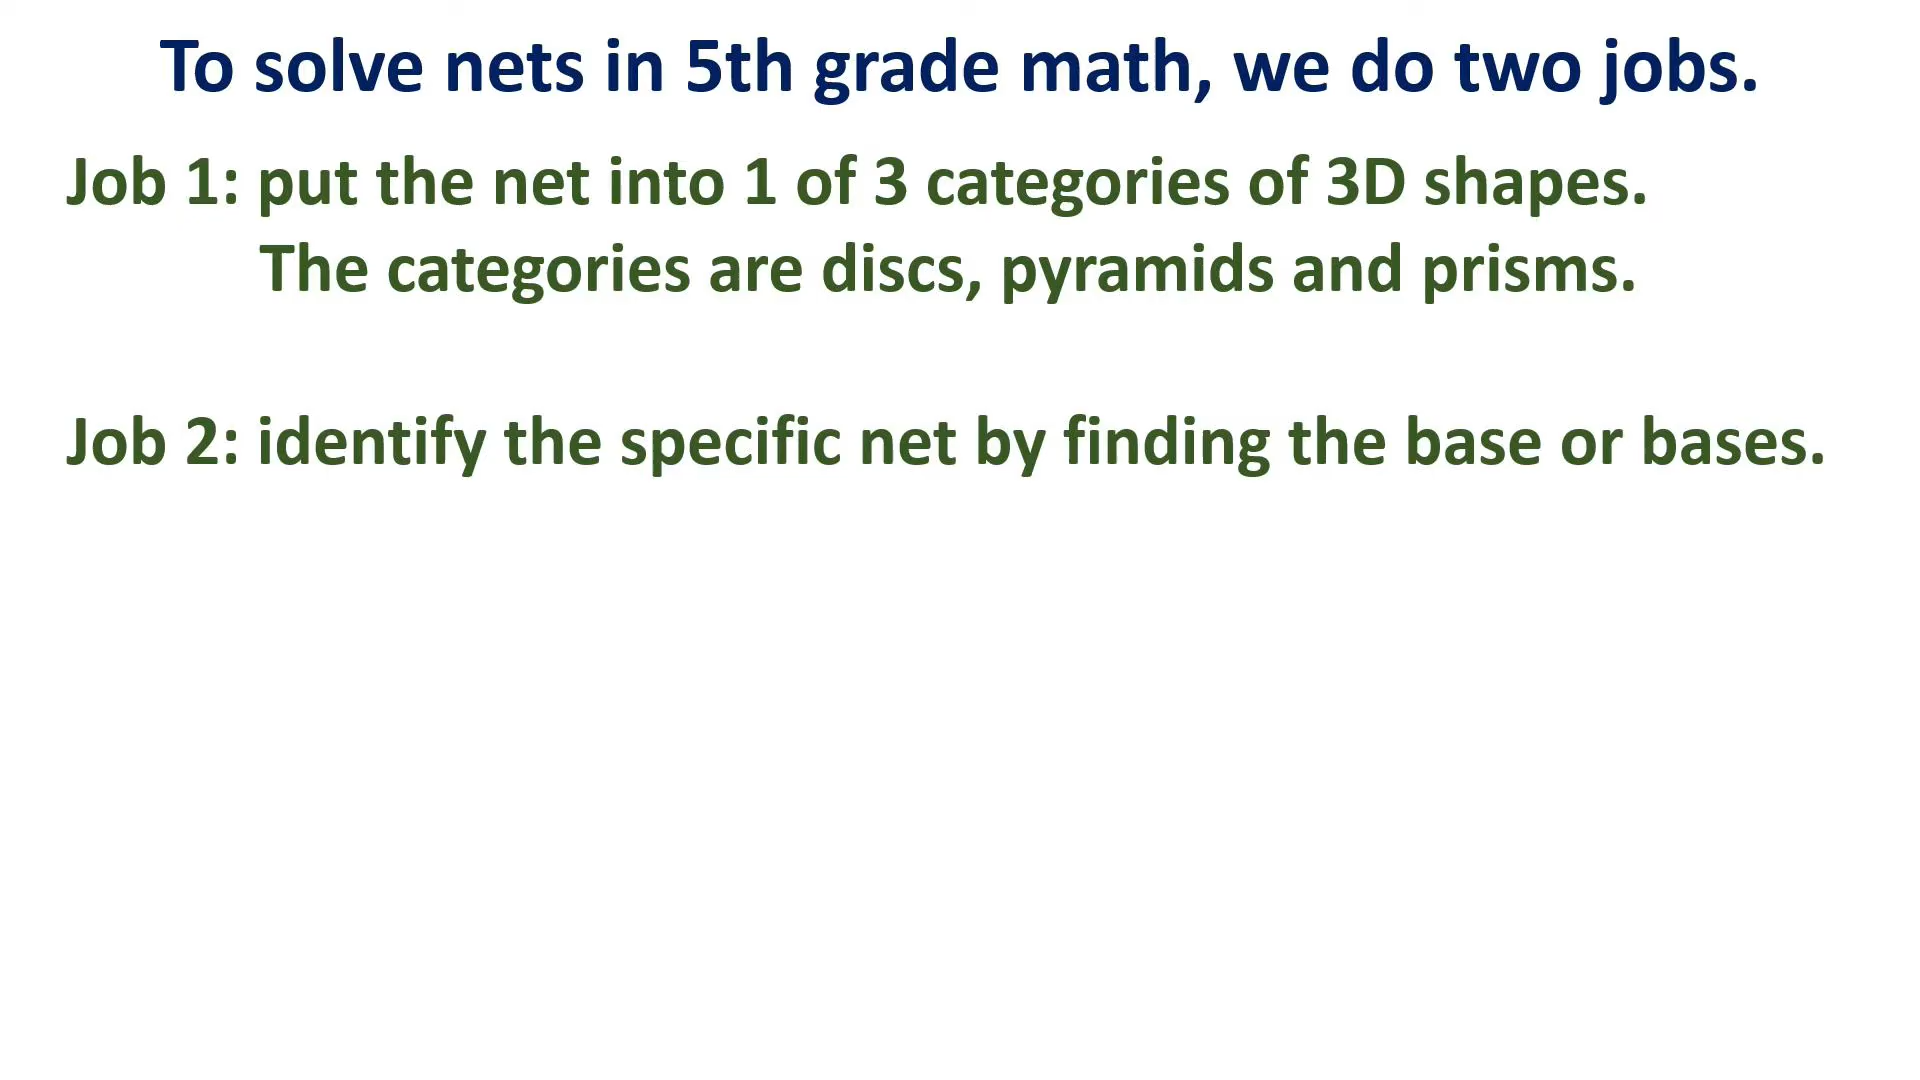 To solve nets in 5th grade math, we do two jobs.
Job 1: put the net into 1 of 3 categories of 3D shapes.
The categories are discs, pyramids and prisms.
Job 2: identify the specific net by finding the base or bases.